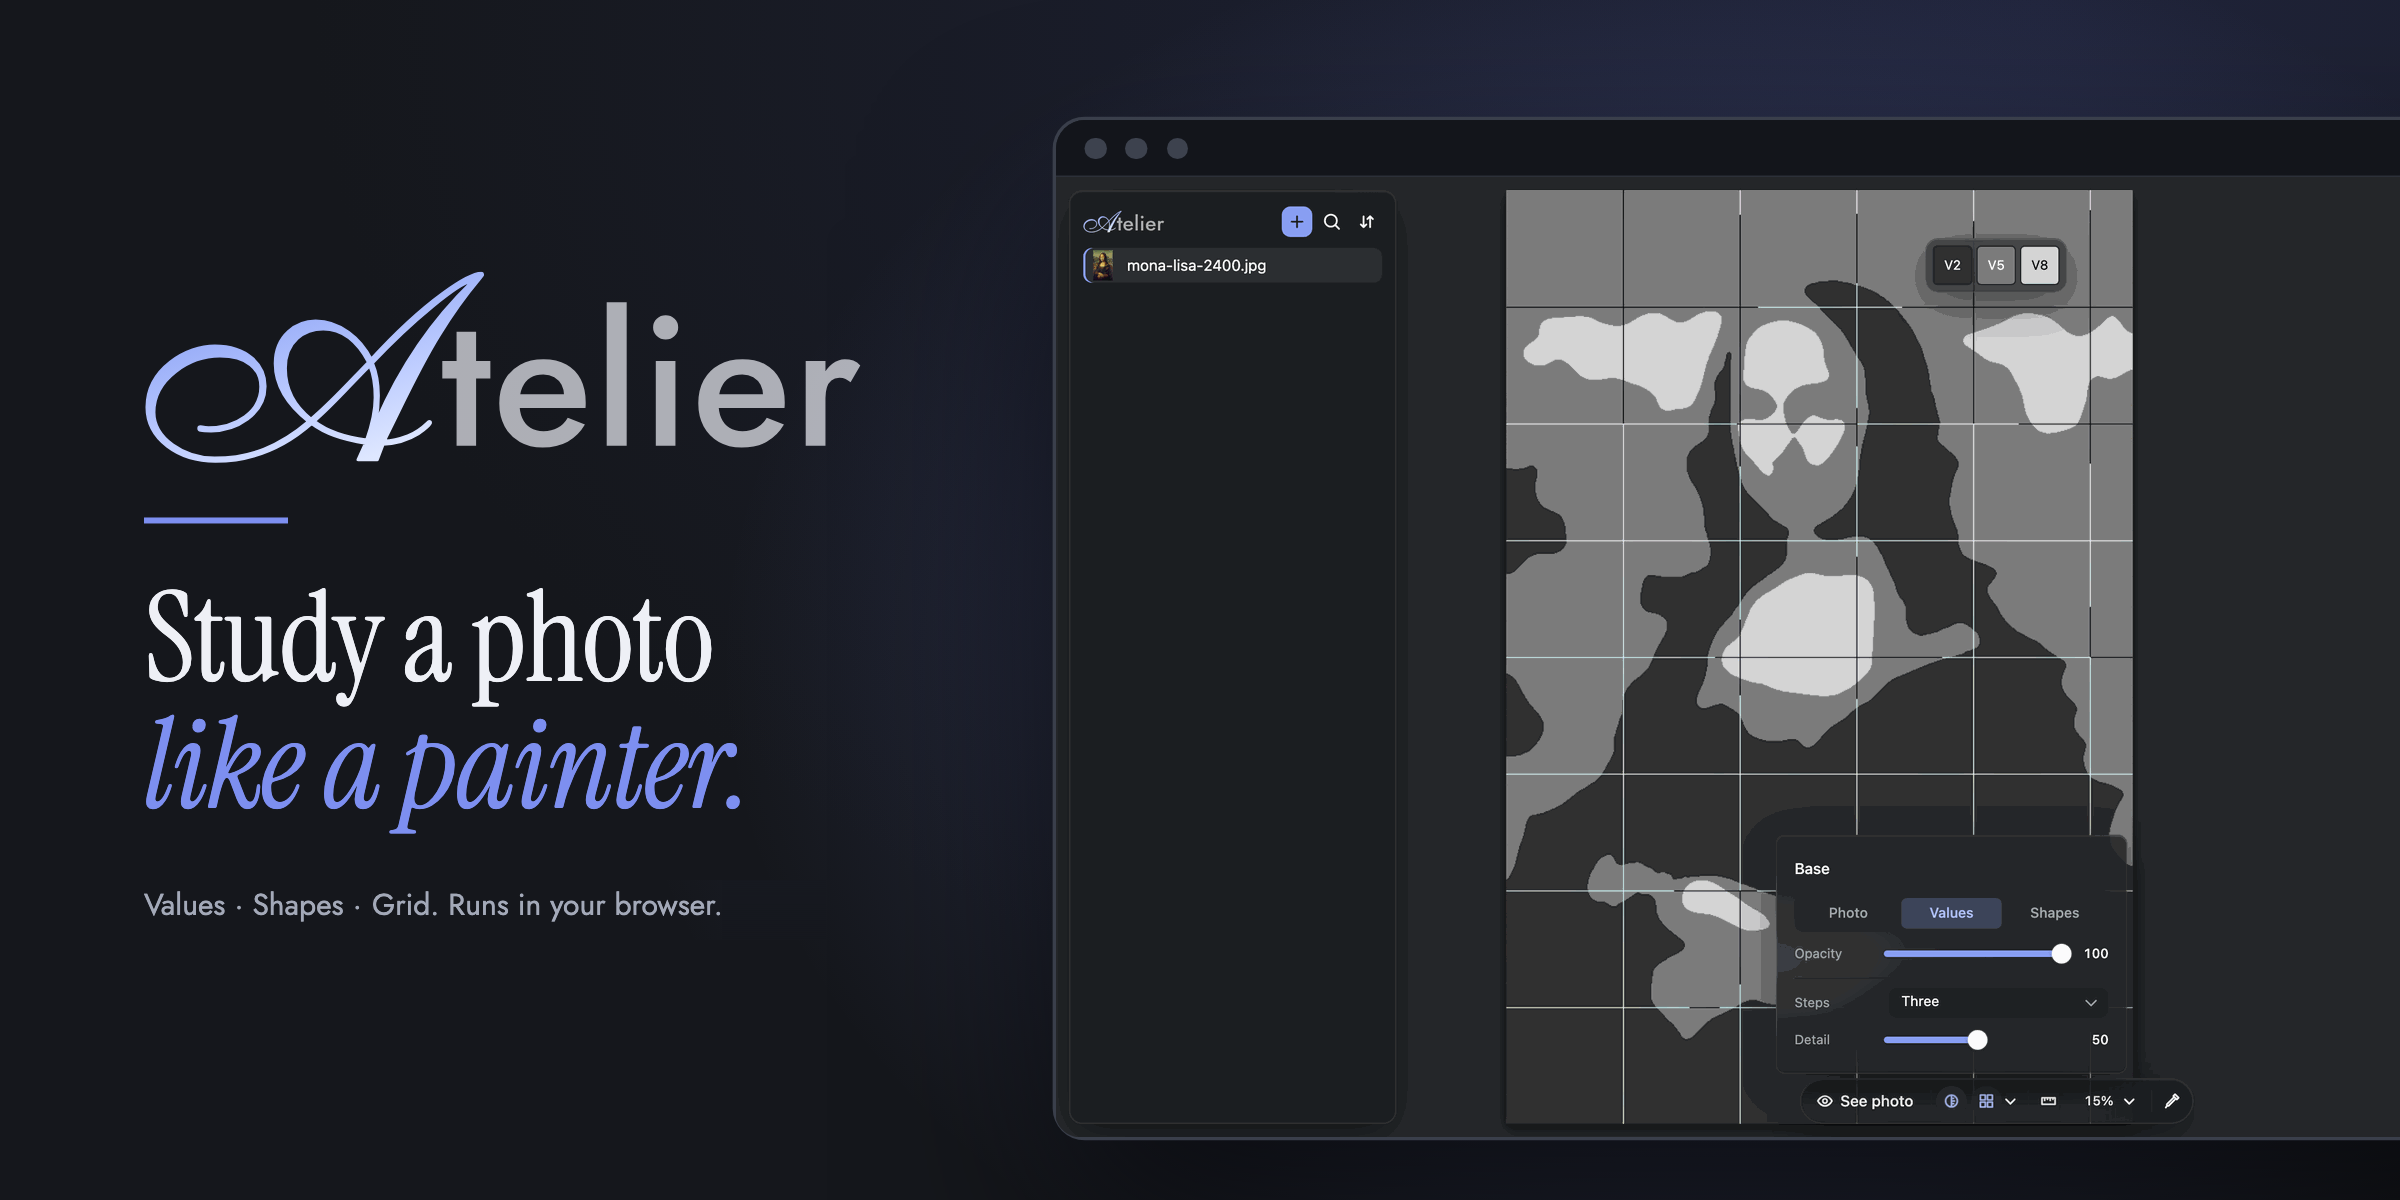 Atelier
Study a photo
like a painter.
Values · Shapes · Grid. Runs in your browser.
Atelier
mona-lisa-2400.jpg
V2 V5 V8
Base
Photo Values Shapes
Opacity 100
Steps Three
Detail 50
See photo 15%